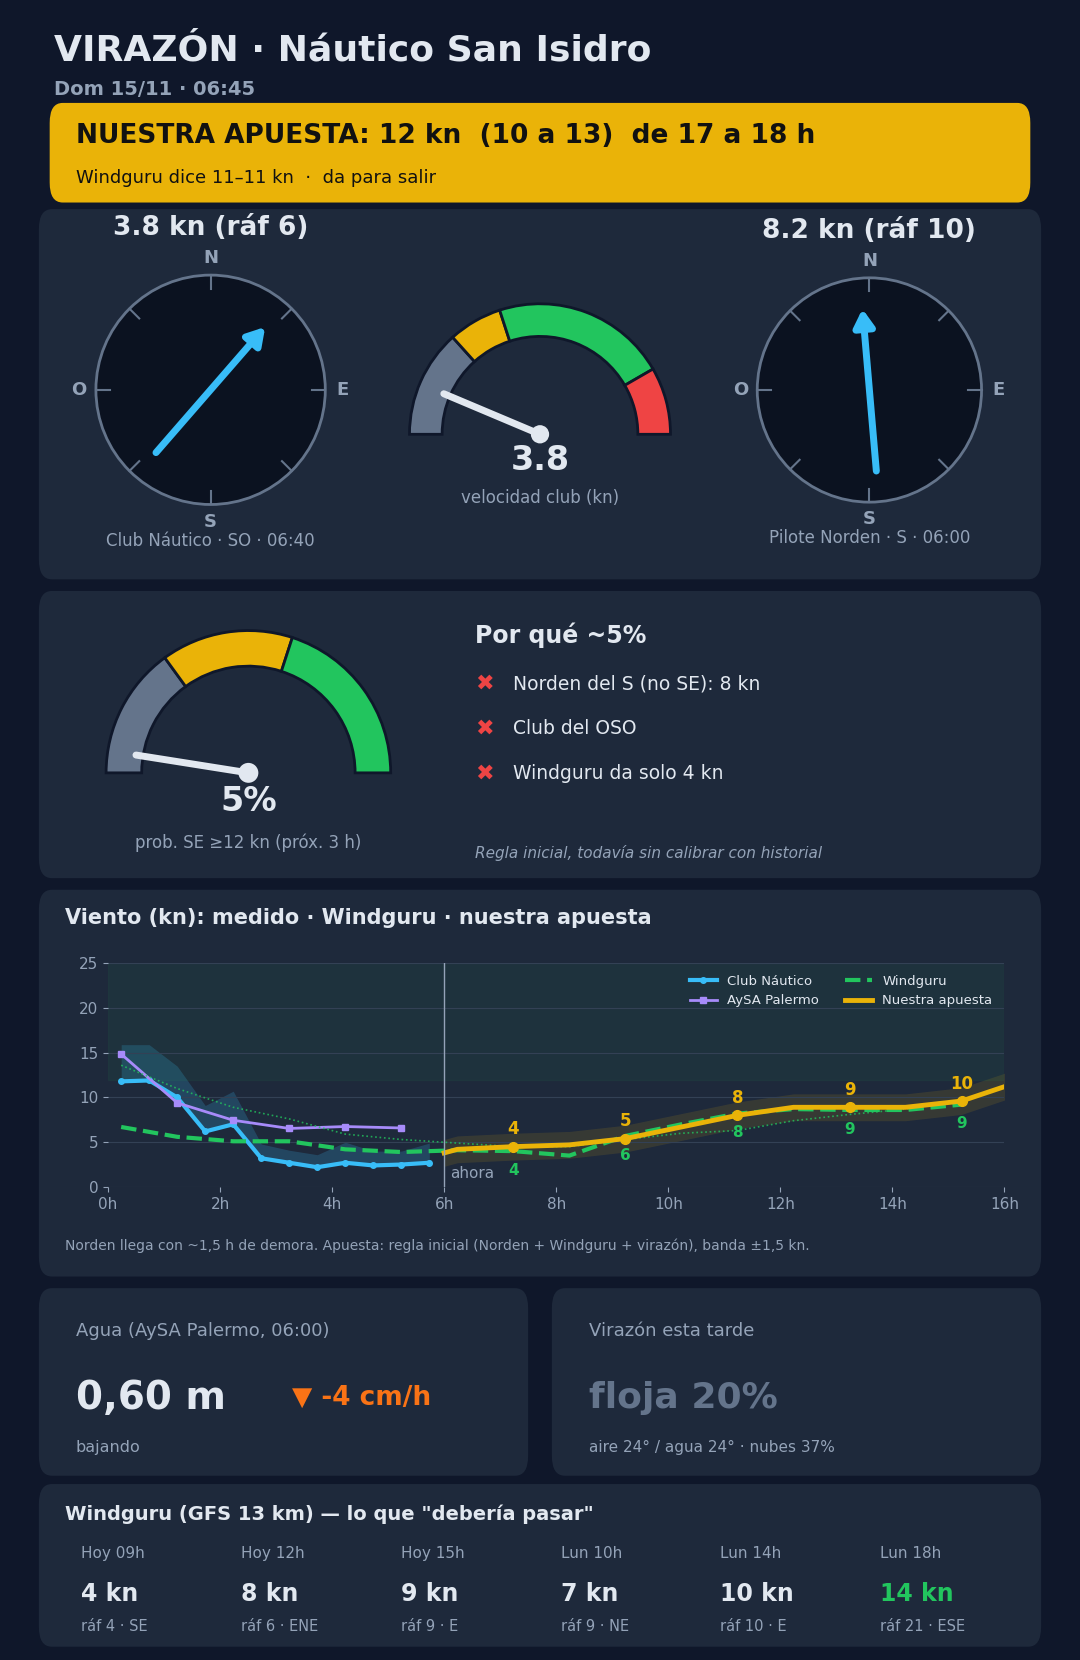 VIRAZÓN · Náutico San Isidro
Dom 15/11 · 06:45
NUESTRA APUESTA: 12 kn (10 a 13) de 17 a 18 h
Windguru dice 11–11 kn · da para salir
3.8 kn (ráf 6)
N
O
E
S
Club Náutico · SO · 06:40
3.8
velocidad club (kn)
8.2 kn (ráf 10)
N
O
E
S
Pilote Norden · S · 06:00
5%
prob. SE ≥12 kn (próx. 3 h)
Por qué ~5%
✖ Norden del S (no SE): 8 kn
✖ Club del OSO
✖ Windguru da solo 4 kn
Regla inicial, todavía sin calibrar con historial
Viento (kn): medido · Windguru · nuestra apuesta
25
20
15
10
5
0
Club Náutico
AySA Palermo
Windguru
Nuestra apuesta
4 5 8 9 10
4 6 8 9 9
ahora
0h 2h 4h 6h 8h 10h 12h 14h 16h
Norden llega con ~1,5 h de demora. Apuesta: regla inicial (Norden + Windguru + virazón), banda ±1,5 kn.
Agua (AySA Palermo, 06:00)
0,60 m ▼ -4 cm/h
bajando
Virazón esta tarde
floja 20%
aire 24° / agua 24° · nubes 37%
Windguru (GFS 13 km) — lo que "debería pasar"
Hoy 09h Hoy 12h Hoy 15h Lun 10h Lun 14h Lun 18h
4 kn 8 kn 9 kn 7 kn 10 kn 14 kn
ráf 4 · SE ráf 6 · ENE ráf 9 · E ráf 9 · NE ráf 10 · E ráf 21 · ESE